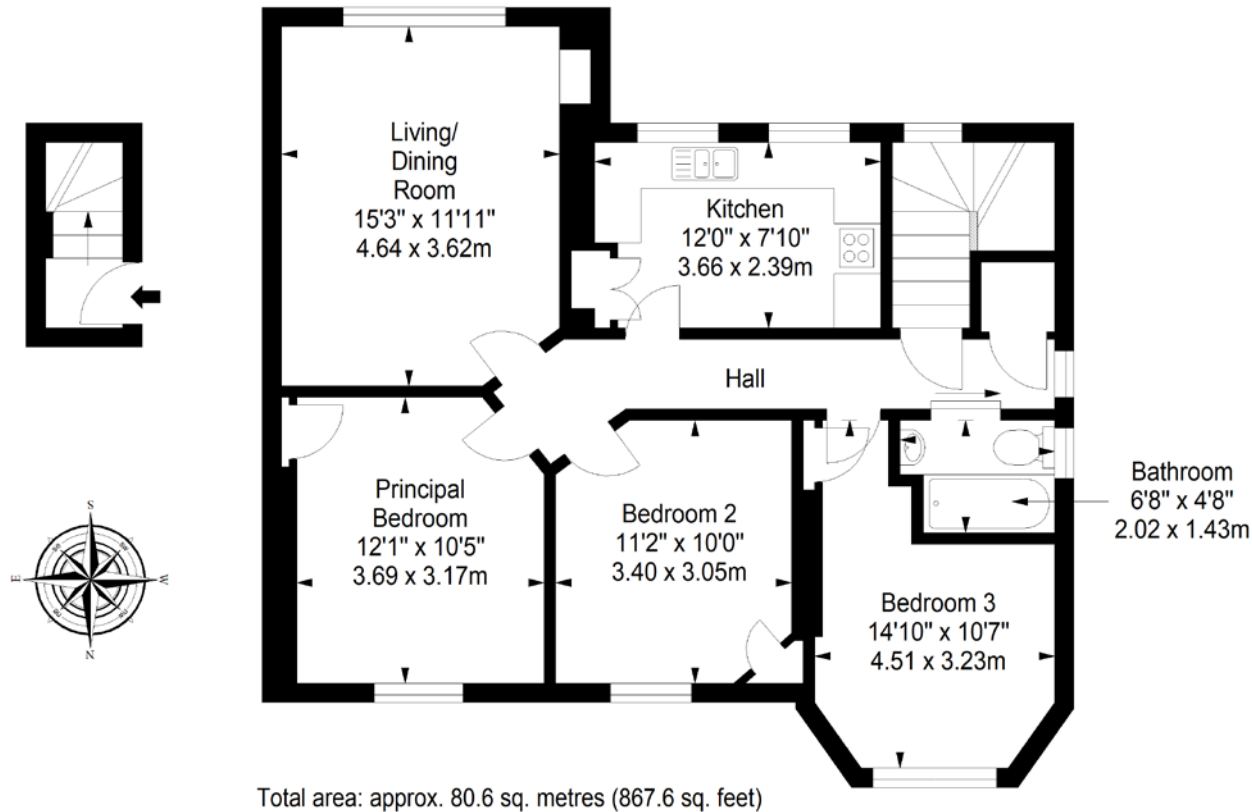 Living/
Dining
Room
15'3" x 11'11"
4.64 x 3.62m
Kitchen
12'0" x 7'10"
3.66 x 2.39m
Hall
Principal
Bedroom
12'1" x 10'5"
3.69 x 3.17m
Bedroom 2
11'2" x 10'0"
3.40 x 3.05m
Bathroom
6'8" x 4'8"
2.02 x 1.43m
Bedroom 3
14'10" x 10'7"
4.51 x 3.23m
S
E
W
N
Total area: approx. 80.6 sq. metres (867.6 sq. feet)